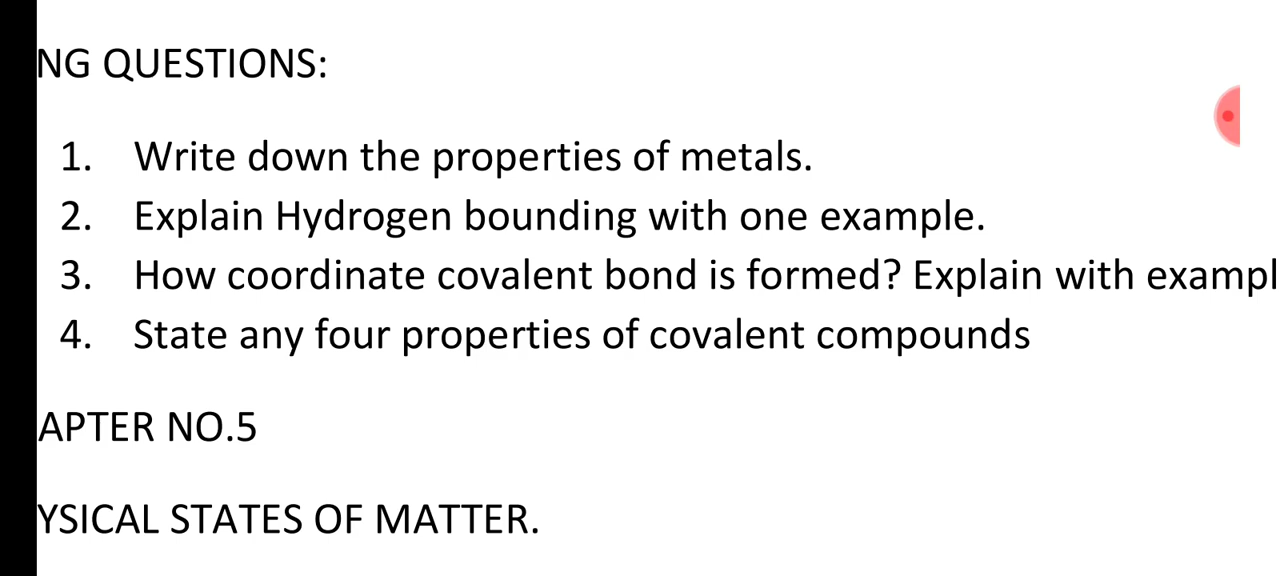 NG QUESTIONS:
1. Write down the properties of metals.
2. Explain Hydrogen bounding with one example.
3. How coordinate covalent bond is formed? Explain with exampl
4. State any four properties of covalent compounds
APTER NO.5
YSICAL STATES OF MATTER.